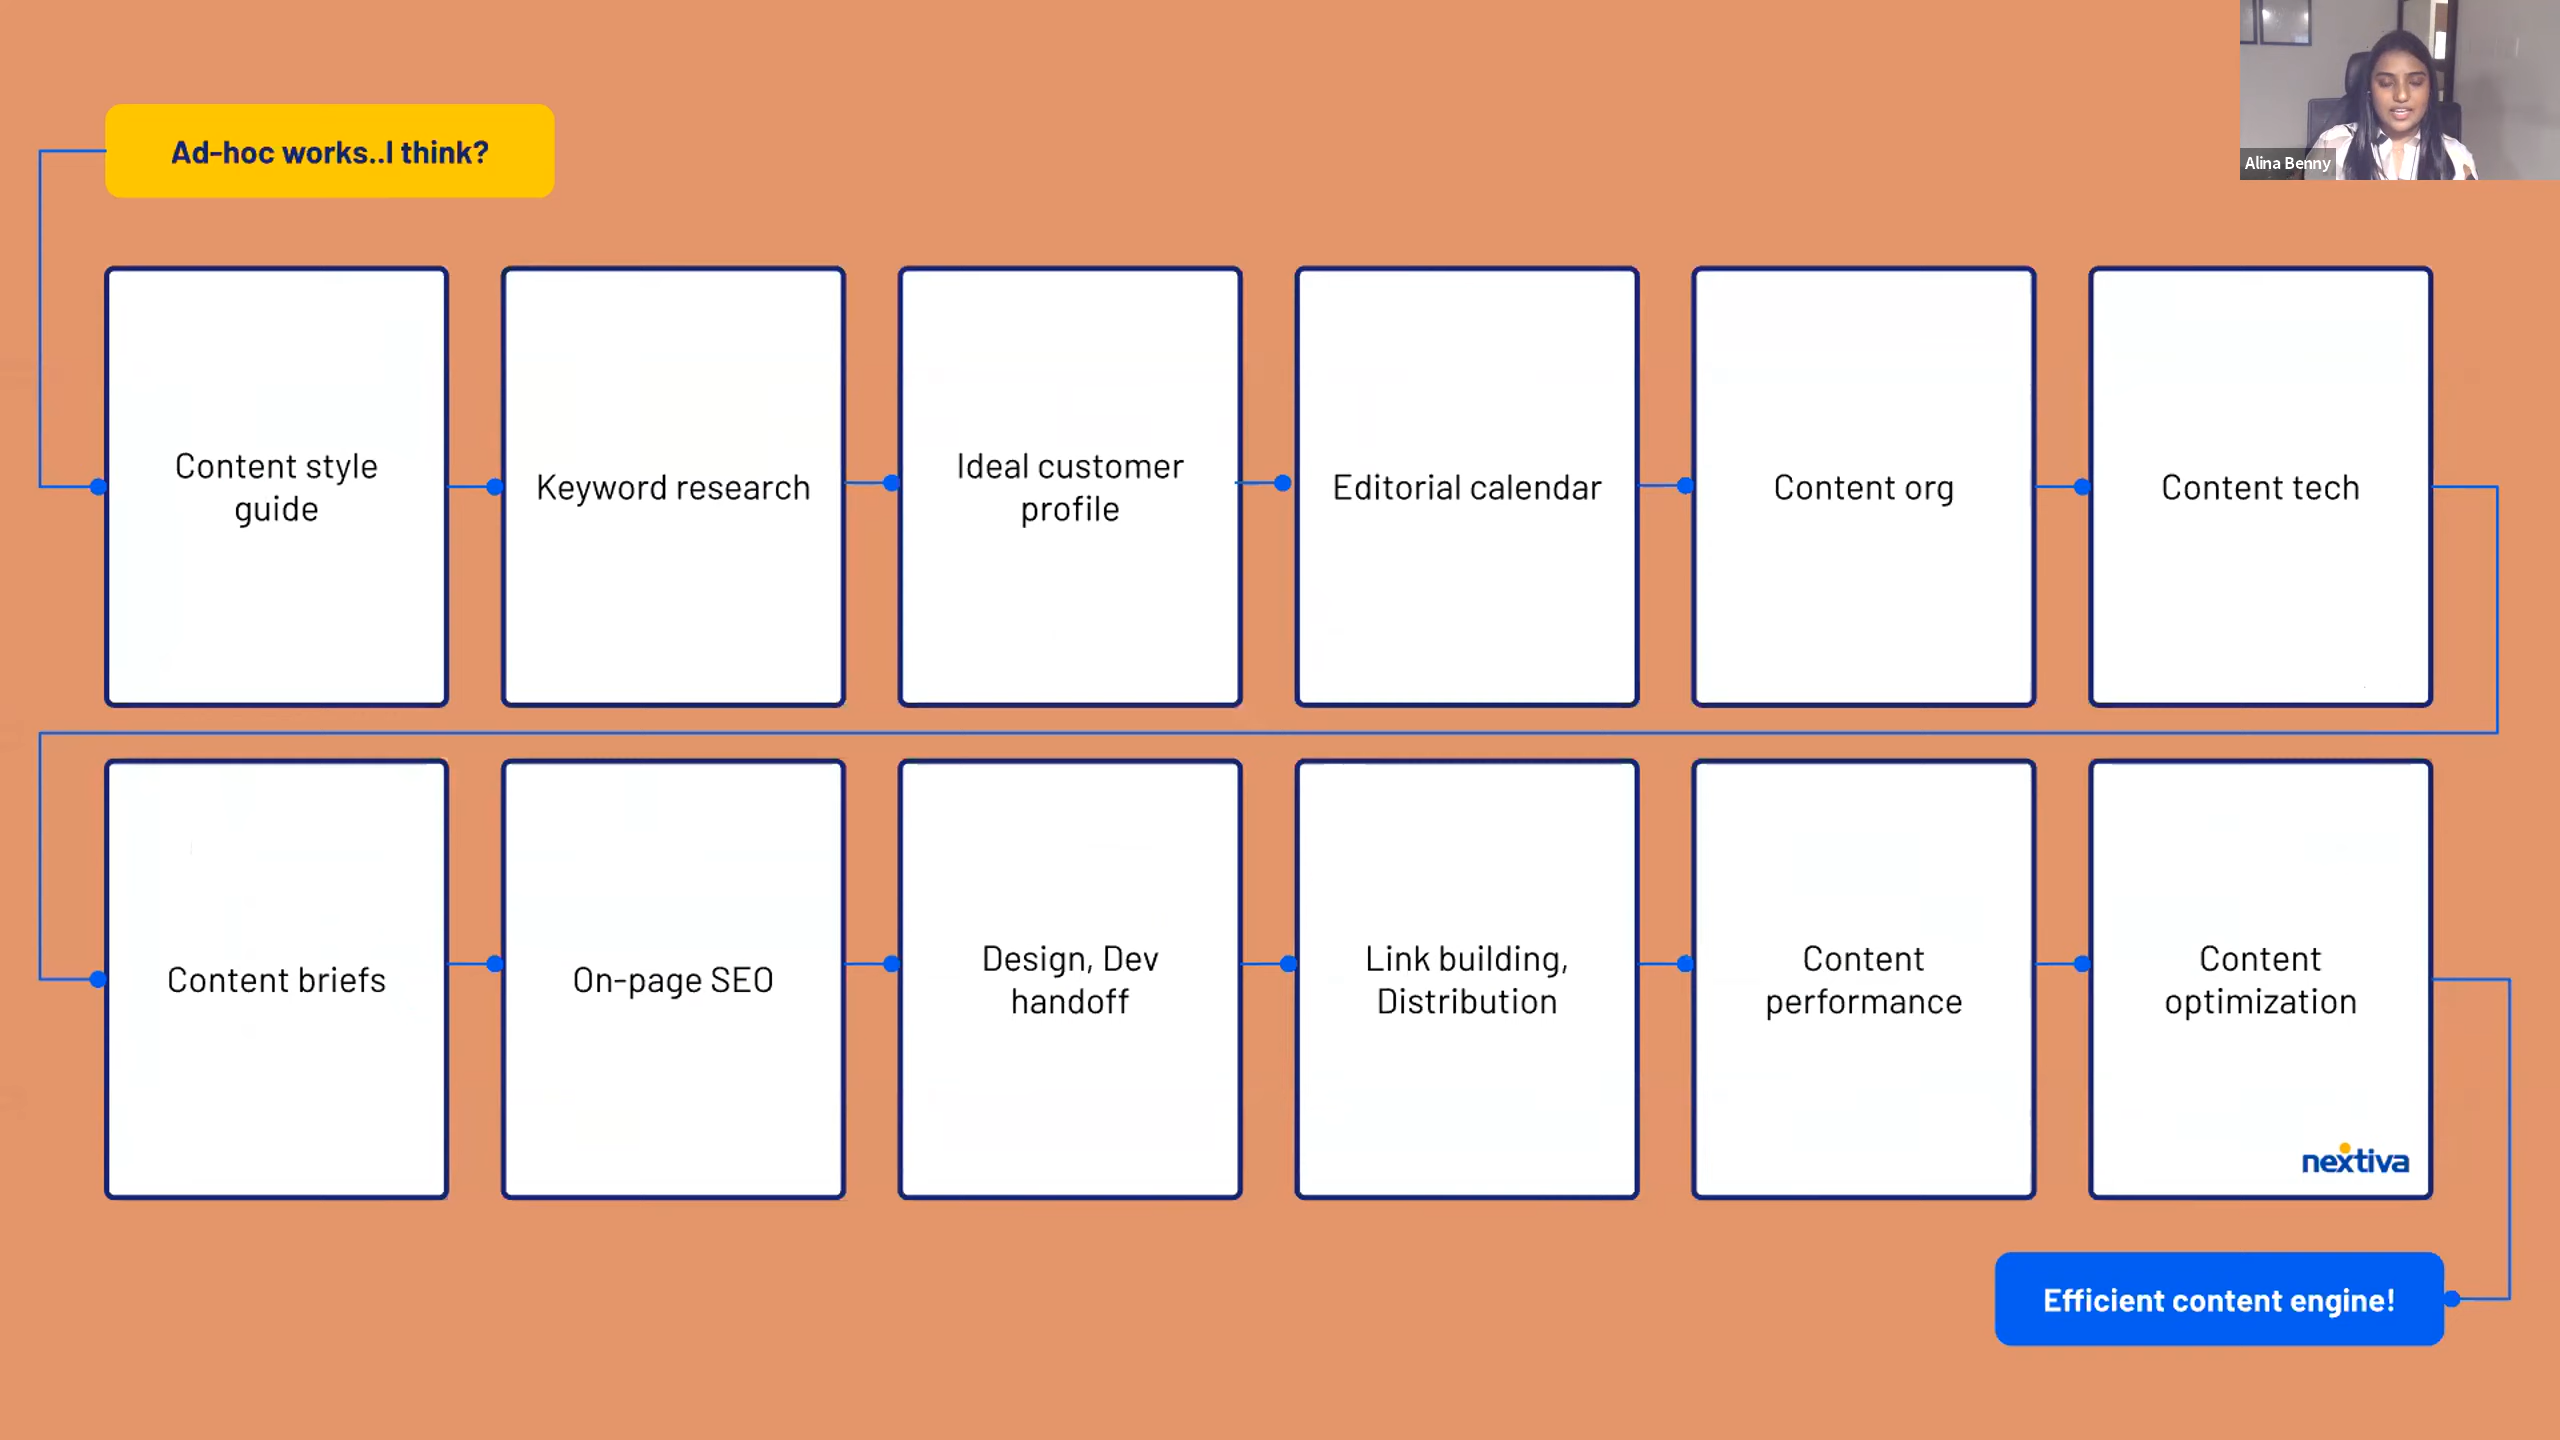 Ad-hoc works..I think?
Alina Benny
Content style
guide
Keyword research
Ideal customer
profile
Editorial calendar
Content org
Content tech
Content briefs
On-page SEO
Design, Dev
handoff
Link building,
Distribution
Content
performance
Content
optimization
nextiva
Efficient content engine!